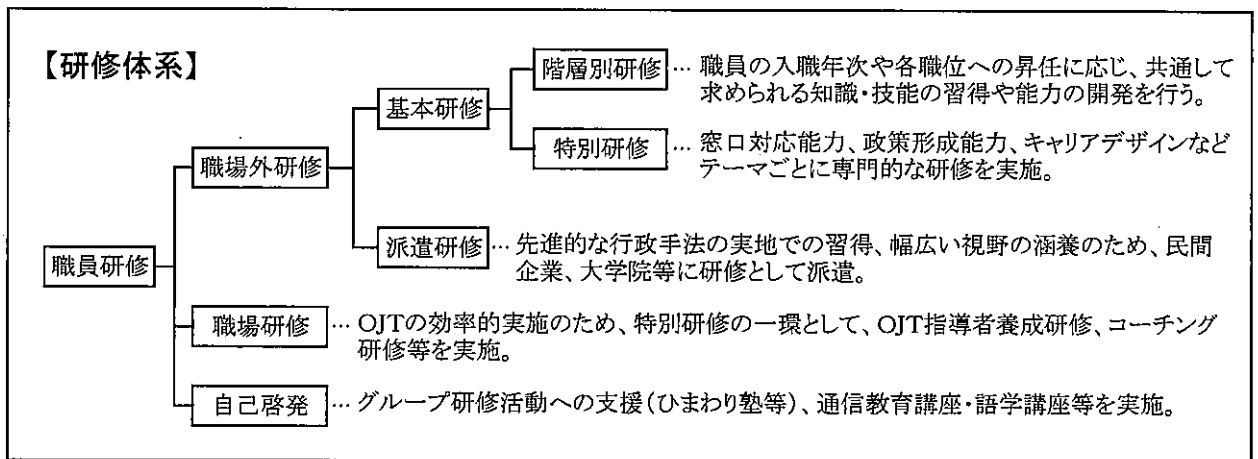 【研修体系】
階層別研修 … 職員の入職年次や各職位への昇任に応じ、共通して
求められる知識・技能の習得や能力の開発を行う。
基本研修
特別研修 … 窓口対応能力、政策形成能力、キャリアデザインなど
テーマごとに専門的な研修を実施。
職場外研修
派遣研修 … 先進的な行政手法の実地での習得、幅広い視野の涵養のため、民間
企業、大学院等に研修として派遣。
職員研修
職場研修 … OJTの効率的実施のため、特別研修の一環として、OJT指導者養成研修、コーチング
研修等を実施。
自己啓発 … グループ研修活動への支援(ひまわり塾等)、通信教育講座・語学講座等を実施。